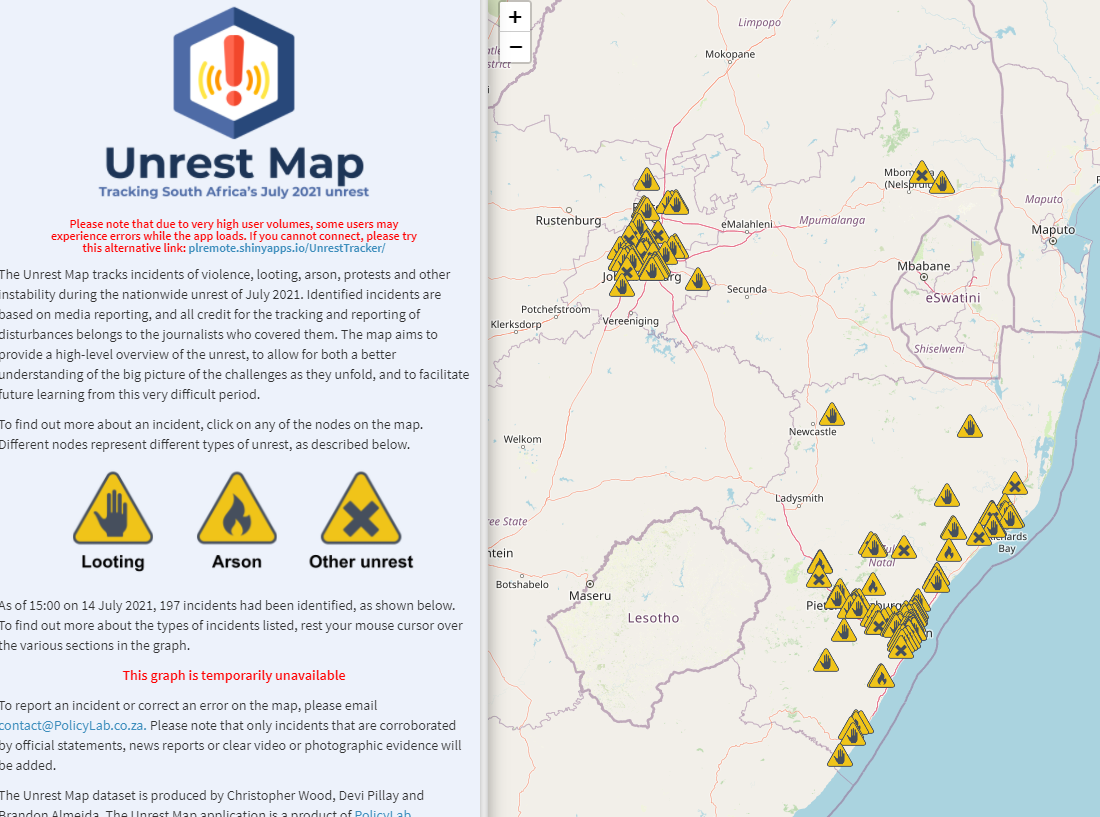 Unrest Map
Tracking South Africa's July 2021 unrest
Please note that due to very high user volumes, some users may
experience errors while the app loads. If you cannot connect, please try
this alternative link: plremote.shinyapps.io/UnrestTracker/
The Unrest Map tracks incidents of violence, looting, arson, protests and other
instability during the nationwide unrest of July 2021. Identified incidents are
based on media reporting, and all credit for the tracking and reporting of
disturbances belongs to the journalists who covered them. The map aims to
provide a high-level overview of the unrest, to allow for both a better
understanding of the big picture of the challenges as they unfold, and to facilitate
future learning from this very difficult period.
To find out more about an incident, click on any of the nodes on the map.
Different nodes represent different types of unrest, as described below.
Looting Arson Other unrest
As of 15:00 on 14 July 2021, 197 incidents had been identified, as shown below.
To find out more about the types of incidents listed, rest your mouse cursor over
the various sections in the graph.
This graph is temporarily unavailable
To report an incident or correct an error on the map, please email
contact@PolicyLab.co.za. Please note that only incidents that are corroborated
by official statements, news reports or clear video or photographic evidence will
be added.
The Unrest Map dataset is produced by Christopher Wood, Devi Pillay and
Brandon Almeida. The Unrest Map application is a product of PolicyLab
+
−
Limpopo
Mokopane
strict
(Nelspruit)
Rustenburg
eMalahleni
Mpumalanga
Maputo
Maputo
Mbabane
eSwatini
Secunda
Potchefstroom
Klerksdorp
Vereeniging
Shiselweni
Newcastle
Welkom
Ladysmith
ree State
ntein
Bay
Natal
Botshabelo
Maseru
Lesotho